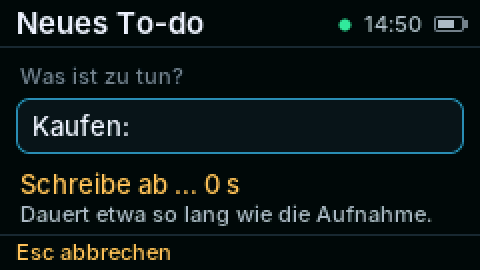 Neues To-do
14:50
Was ist zu tun?
Kaufen:
Schreibe ab ... 0 s
Dauert etwa so lang wie die Aufnahme.
Esc abbrechen